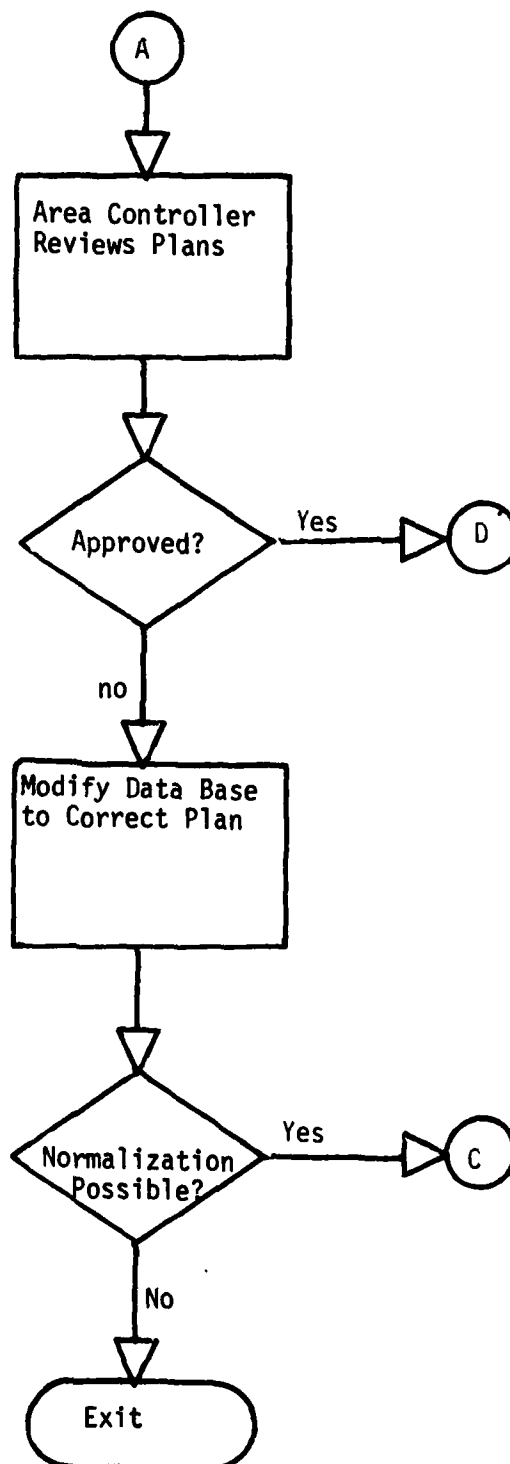 A
Area Controller
Reviews Plans
Approved?
Yes
D
no
Modify Data Base
to Correct Plan
Normalization
Possible?
Yes
C
No
Exit